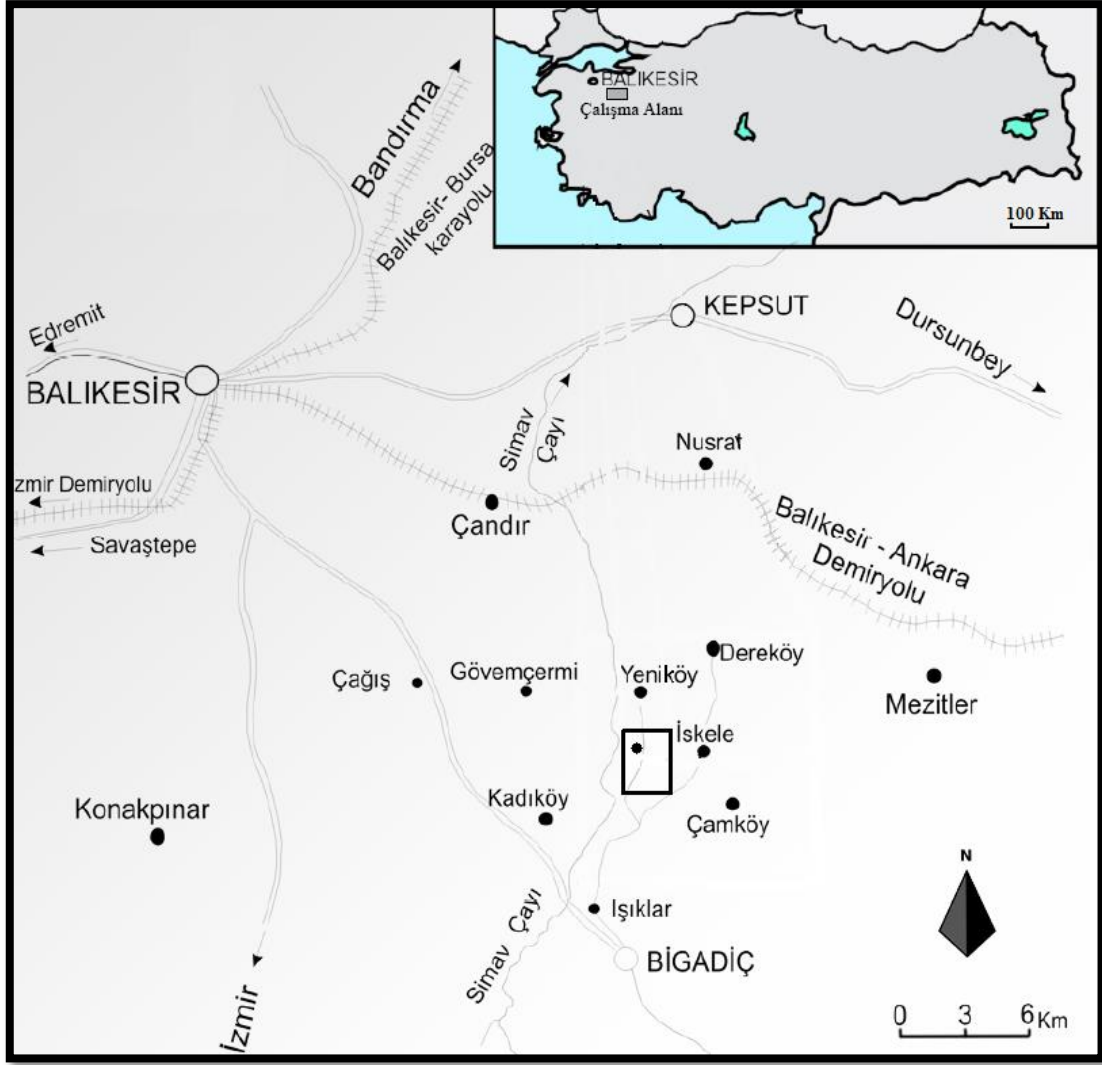 BALIKESİR
Çalışma Alanı
100 Km
Bandırma
Balıkesir- Bursa
karayolu
KEPSUT
Edremit
Dursunbey
BALIKESİR
Simav
Çayı
Nusrat
zmir Demiryolu
Çandır
Savaştepe
Balıkesir - Ankara
Demiryolu
Dereköy
Çağış
Gövemçermi
Yeniköy
Mezitler
İskele
Konakpınar
Kadıköy
Çamköy
N
Işıklar
Simav Çayı
BİGADİÇ
İzmir
0 3 6 Km